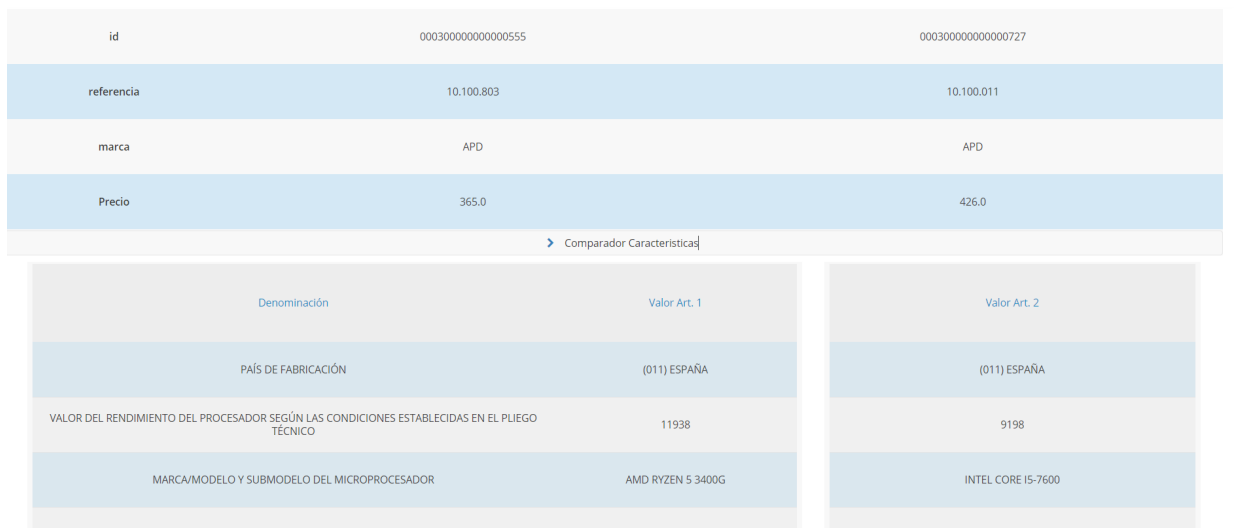 id 000300000000000555 000300000000000727
referencia 10.100.803 10.100.011
marca APD APD
Precio 365.0 426.0
Comparador Caracteristicas
Denominación Valor Art. 1 Valor Art. 2
PAÍS DE FABRICACIÓN (011) ESPAÑA (011) ESPAÑA
VALOR DEL RENDIMIENTO DEL PROCESADOR SEGÚN LAS CONDICIONES ESTABLECIDAS EN EL PLIEGO
TÉCNICO 11938 9198
MARCA/MODELO Y SUBMODELO DEL MICROPROCESADOR AMD RYZEN 5 3400G INTEL CORE I5-7600